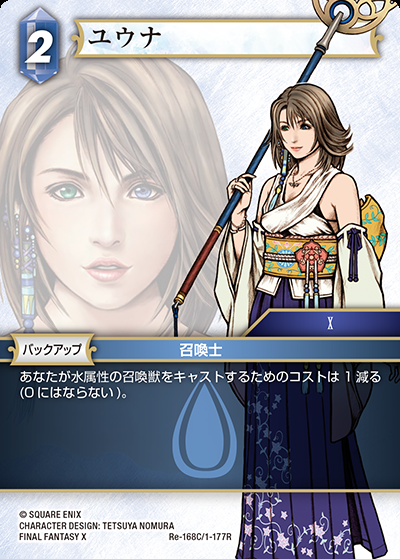 2
ユウナ
X
バックアップ
召喚士
あなたが水属性の召喚獣をキャストするためのコストは 1 減る
(0 にはならない)。
© SQUARE ENIX
CHARACTER DESIGN: TETSUYA NOMURA
FINAL FANTASY X
Re-168C/1-177R